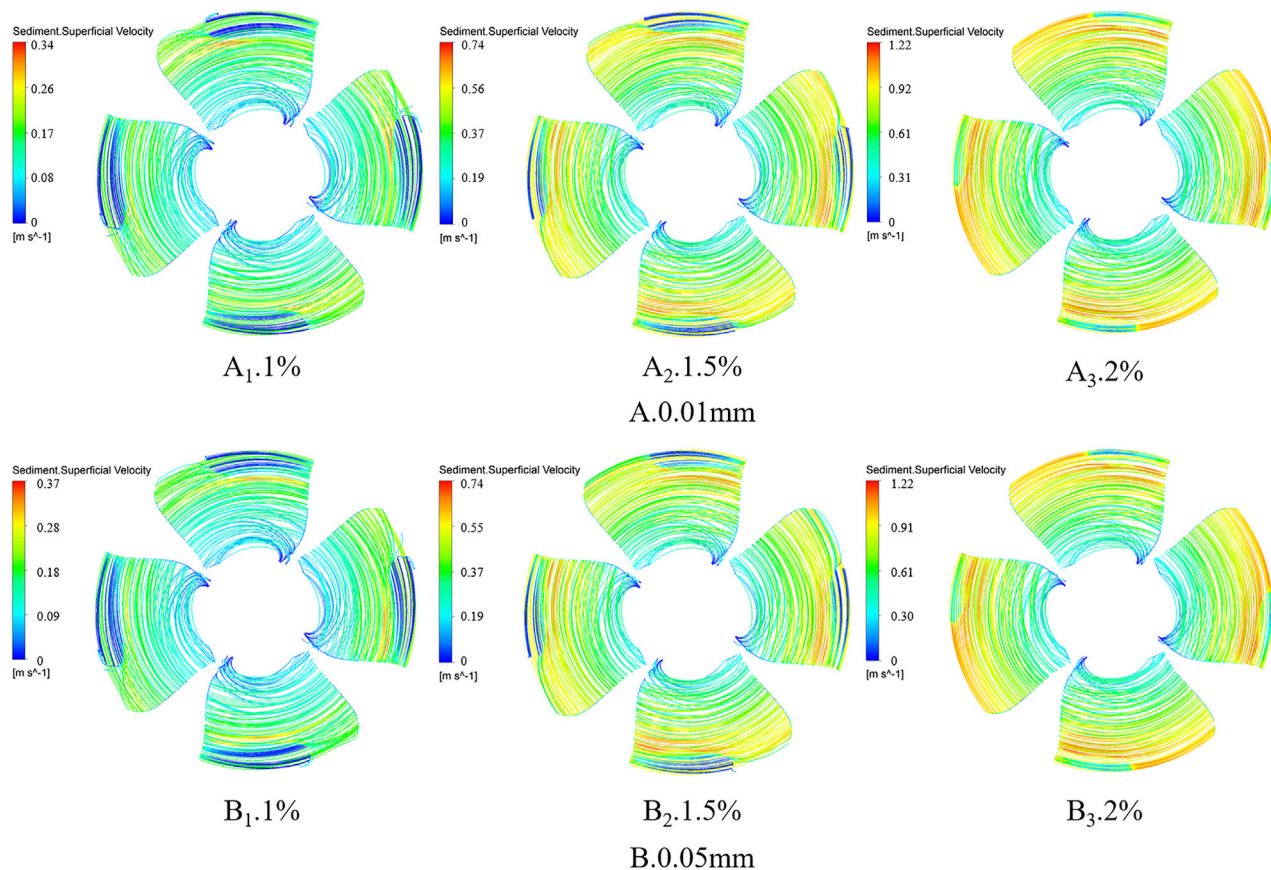 Sediment.Superficial Velocity
0.34
0.26
0.17
0.08
0
[m s^-1]
Sediment.Superficial Velocity
0.74
0.56
0.37
0.19
0
[m s^-1]
Sediment.Superficial Velocity
1.22
0.92
0.61
0.31
0
[m s^-1]
A₁.1%
A₂.1.5%
A₃.2%
A.0.01mm
Sediment.Superficial Velocity
0.37
0.28
0.18
0.09
0
[m s^-1]
Sediment.Superficial Velocity
0.74
0.55
0.37
0.19
0
[m s^-1]
Sediment.Superficial Velocity
1.22
0.91
0.61
0.30
0
[m s^-1]
B₁.1%
B₂.1.5%
B₃.2%
B.0.05mm